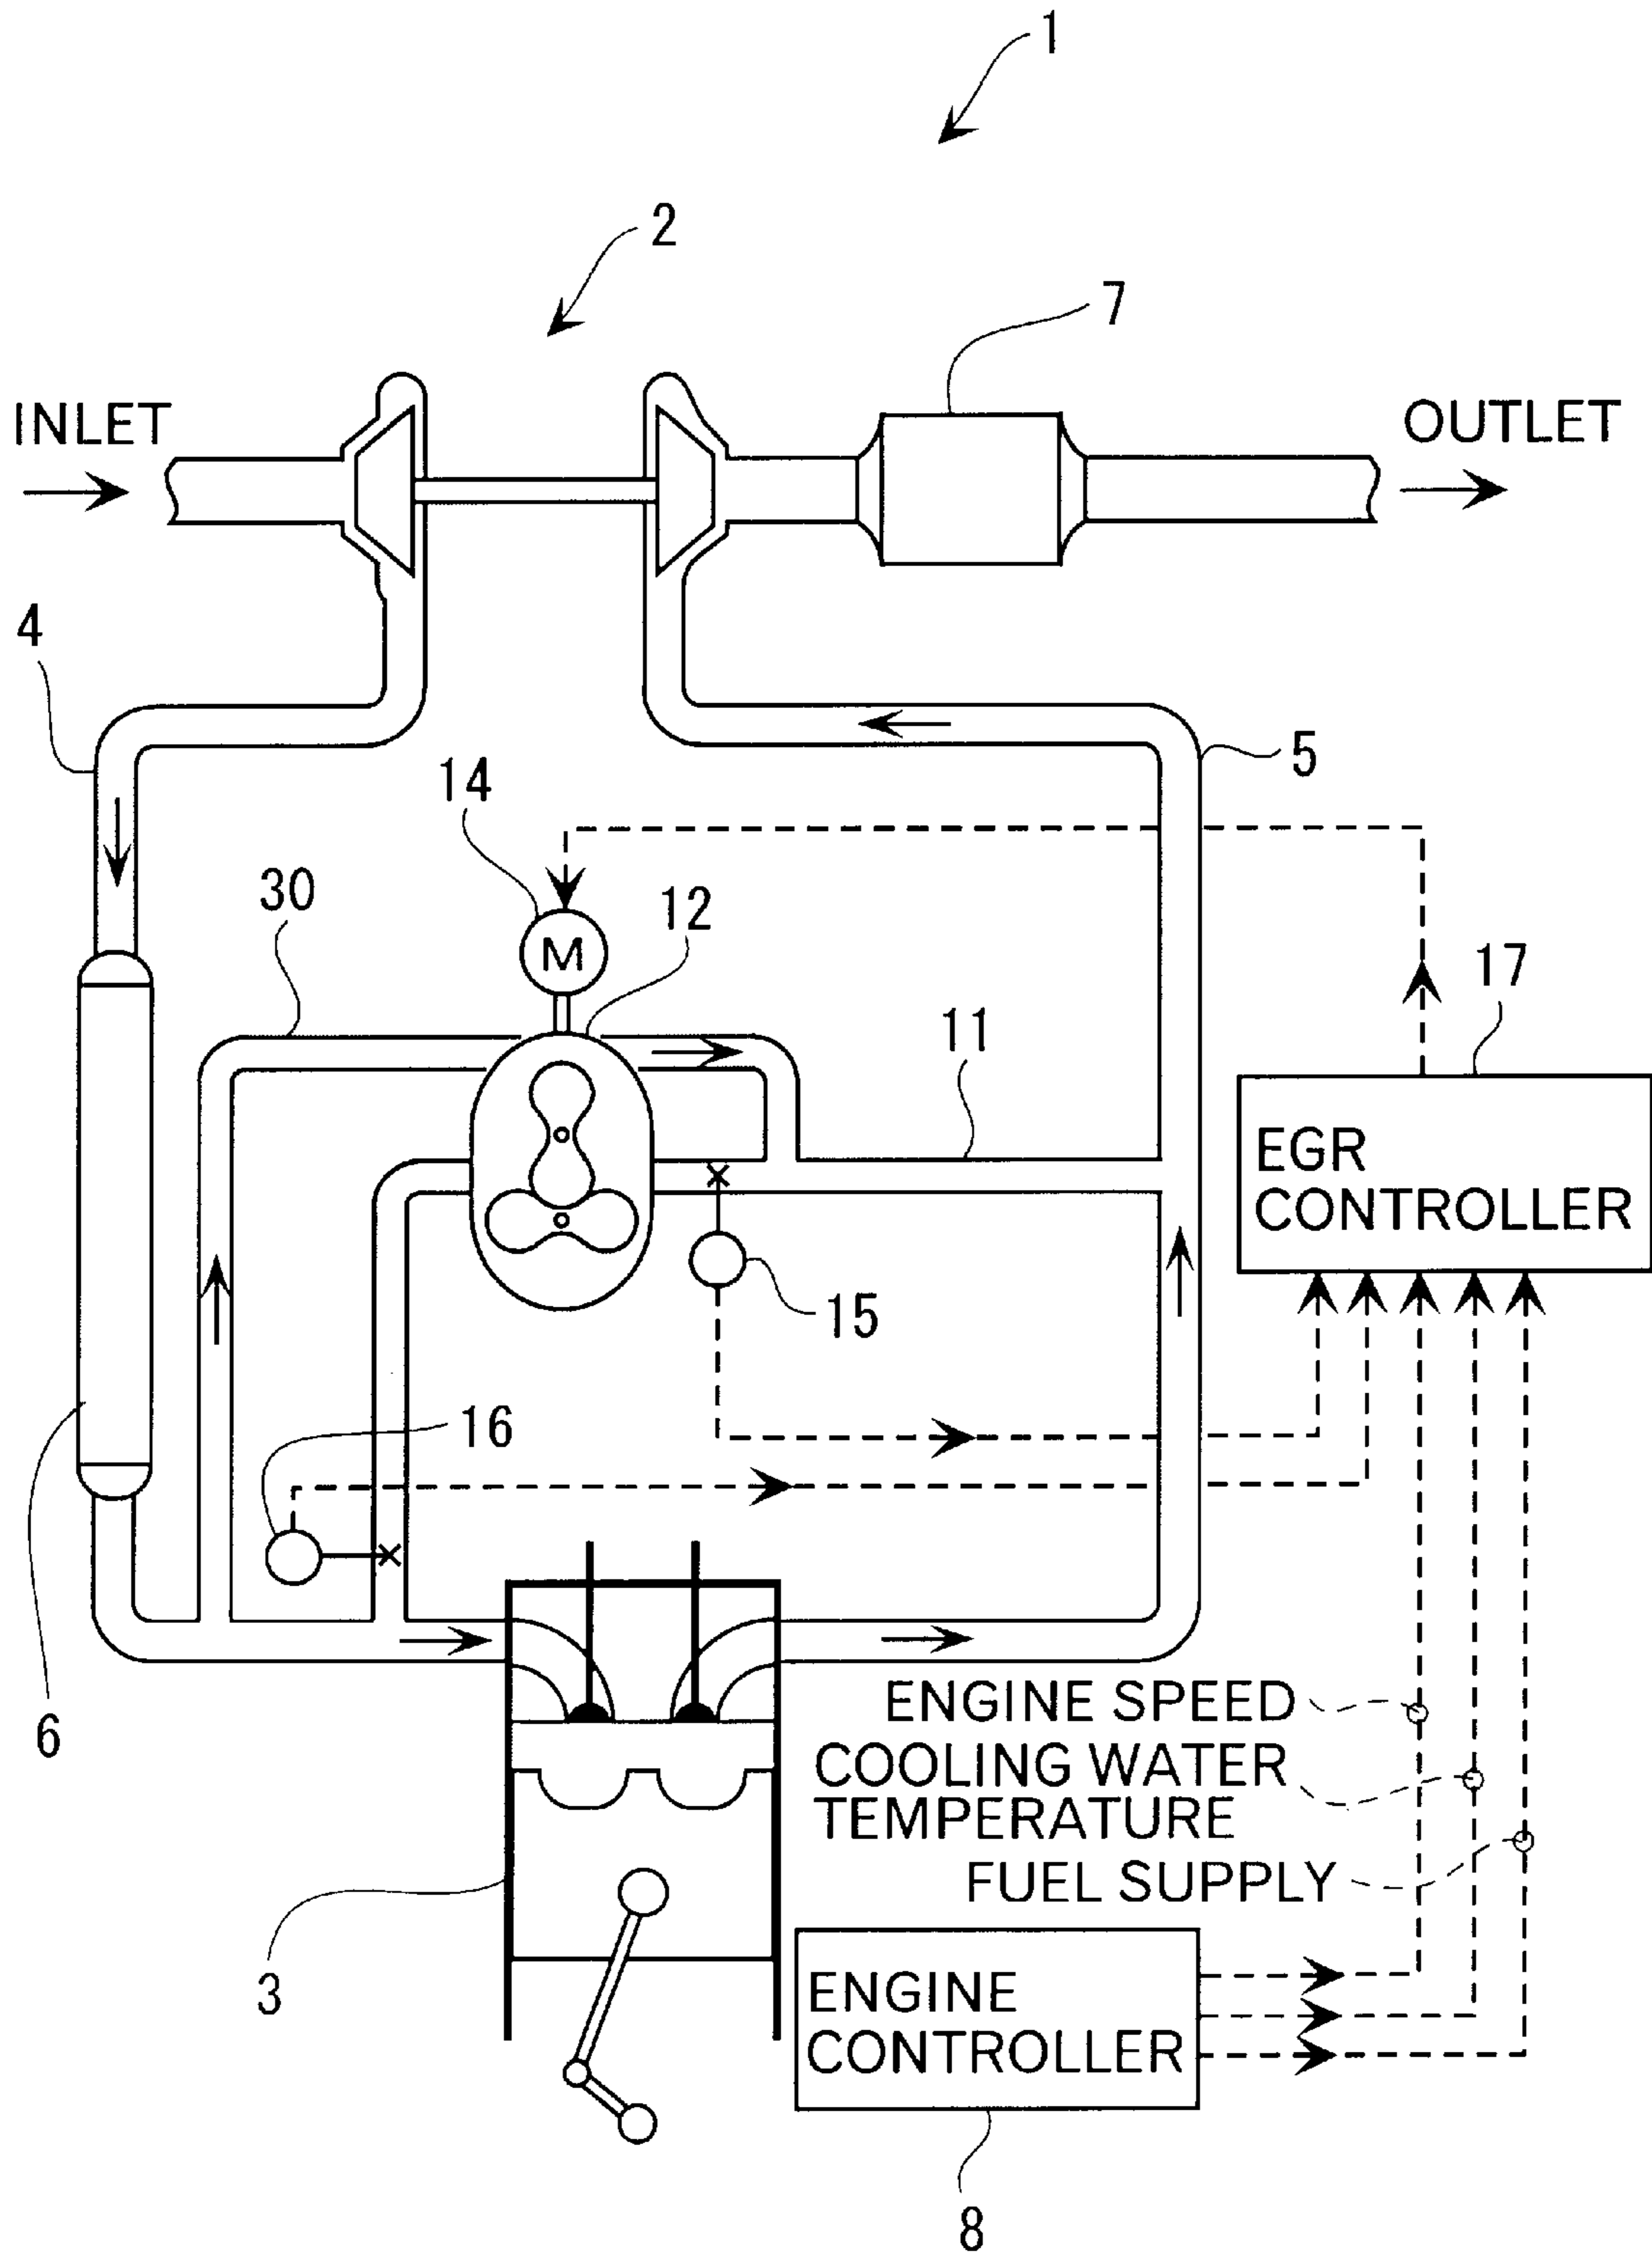 1
2
7
INLET
OUTLET
4
5
14
30
12
17
11
M
EGR
CONTROLLER
15
16
6
ENGINE SPEED
COOLING WATER
TEMPERATURE
FUEL SUPPLY
3
ENGINE
CONTROLLER
8